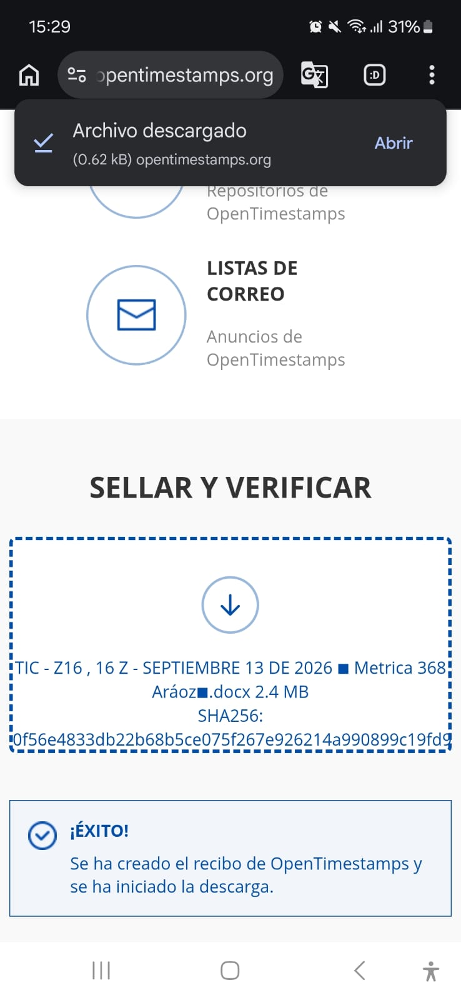 15:29
31%
pentimestamps.org
:D
Archivo descargado
Abrir
(0.62 kB) opentimestamps.org
Repositorios de
OpenTimestamps
LISTAS DE
CORREO
Anuncios de
OpenTimestamps
SELLAR Y VERIFICAR
TIC - Z16 , 16 Z - SEPTIEMBRE 13 DE 2026 ■ Metrica 368
Aráoz■.docx 2.4 MB
SHA256:
0f56e4833db22b68b5ce075f267e926214a990899c19fd9
¡ÉXITO!
Se ha creado el recibo de OpenTimestamps y
se ha iniciado la descarga.